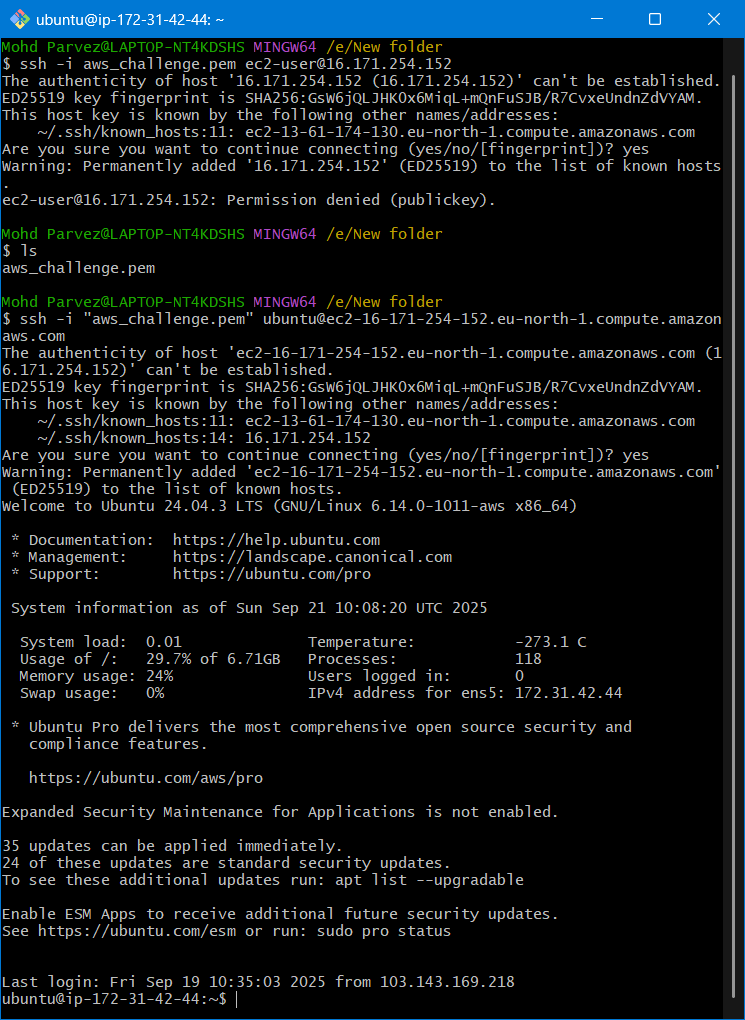 ubuntu@ip-172-31-42-44: ~
Mohd Parvez@LAPTOP-NT4KDSHS MINGW64 /e/New folder
$ ssh -i aws_challenge.pem ec2-user@16.171.254.152
The authenticity of host '16.171.254.152 (16.171.254.152)' can't be established.
ED25519 key fingerprint is SHA256:GsW6jQLJHKOx6MiqL+mQnFuSJB/R7CvxeUndnZdVYAM.
This host key is known by the following other names/addresses:
    ~/.ssh/known_hosts:11: ec2-13-61-174-130.eu-north-1.compute.amazonaws.com
Are you sure you want to continue connecting (yes/no/[fingerprint])? yes
Warning: Permanently added '16.171.254.152' (ED25519) to the list of known hosts
.
ec2-user@16.171.254.152: Permission denied (publickey).
Mohd Parvez@LAPTOP-NT4KDSHS MINGW64 /e/New folder
$ ls
aws_challenge.pem
Mohd Parvez@LAPTOP-NT4KDSHS MINGW64 /e/New folder
$ ssh -i "aws_challenge.pem" ubuntu@ec2-16-171-254-152.eu-north-1.compute.amazon
aws.com
The authenticity of host 'ec2-16-171-254-152.eu-north-1.compute.amazonaws.com (1
6.171.254.152)' can't be established.
ED25519 key fingerprint is SHA256:GsW6jQLJHKOx6MiqL+mQnFuSJB/R7CvxeUndnZdVYAM.
This host key is known by the following other names/addresses:
    ~/.ssh/known_hosts:11: ec2-13-61-174-130.eu-north-1.compute.amazonaws.com
    ~/.ssh/known_hosts:14: 16.171.254.152
Are you sure you want to continue connecting (yes/no/[fingerprint])? yes
Warning: Permanently added 'ec2-16-171-254-152.eu-north-1.compute.amazonaws.com'
 (ED25519) to the list of known hosts.
Welcome to Ubuntu 24.04.3 LTS (GNU/Linux 6.14.0-1011-aws x86_64)
 * Documentation:  https://help.ubuntu.com
 * Management:     https://landscape.canonical.com
 * Support:        https://ubuntu.com/pro
 System information as of Sun Sep 21 10:08:20 UTC 2025
  System load:  0.01              Temperature:           -273.1 C
  Usage of /:   29.7% of 6.71GB   Processes:             118
  Memory usage: 24%               Users logged in:       0
  Swap usage:   0%                IPv4 address for ens5: 172.31.42.44
 * Ubuntu Pro delivers the most comprehensive open source security and
   compliance features.
   https://ubuntu.com/aws/pro
Expanded Security Maintenance for Applications is not enabled.
35 updates can be applied immediately.
24 of these updates are standard security updates.
To see these additional updates run: apt list --upgradable
Enable ESM Apps to receive additional future security updates.
See https://ubuntu.com/esm or run: sudo pro status
Last login: Fri Sep 19 10:35:03 2025 from 103.143.169.218
ubuntu@ip-172-31-42-44:~$